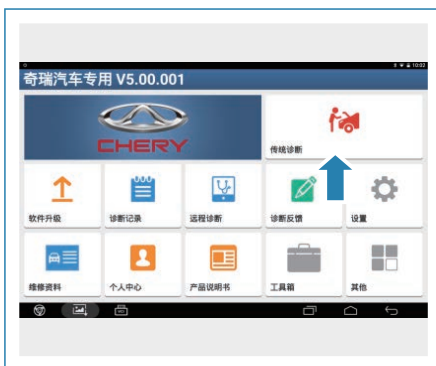 10:02
奇瑞汽车专用 V5.00.001
CHERY
传统诊断
软件升级
诊断记录
远程诊断
诊断反馈
设置
维修资料
个人中心
产品说明书
工具箱
其他